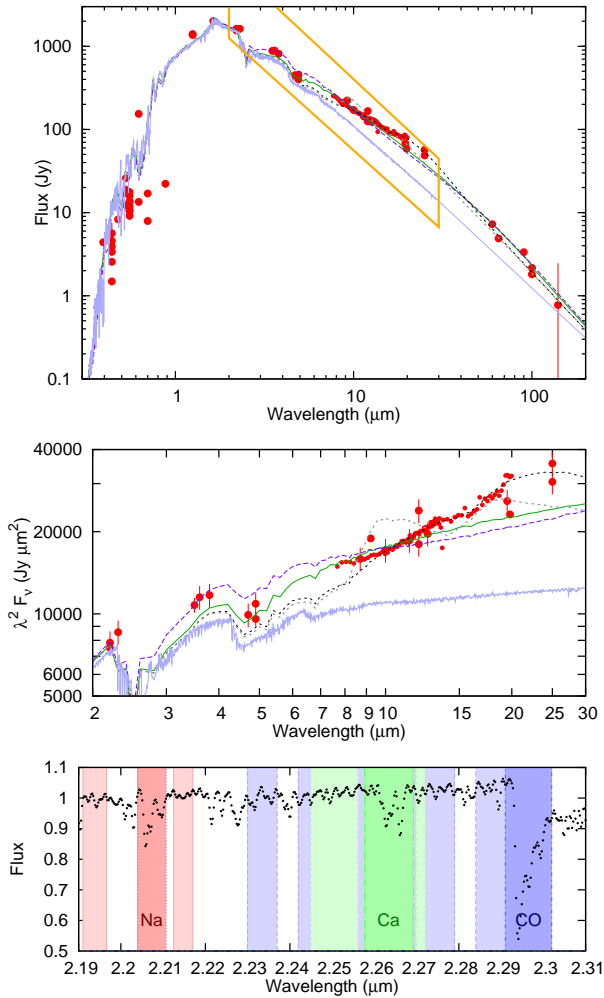 1000
100
10
1
0.1
Flux (Jy)
1 10 100
Wavelength (μm)
40000
20000
10000
8000
6000
5000
λ² Fν (Jy μm²)
2 3 4 5 6 7 8 9 10 15 20 30
Wavelength (μm)
1.1
1
0.9
0.8
0.7
0.6
0.5
Flux
Na Ca CO
2.19 2.2 2.21 2.22 2.23 2.24 2.25 2.26 2.27 2.28 2.29 2.3 2.31
Wavelength (μm)